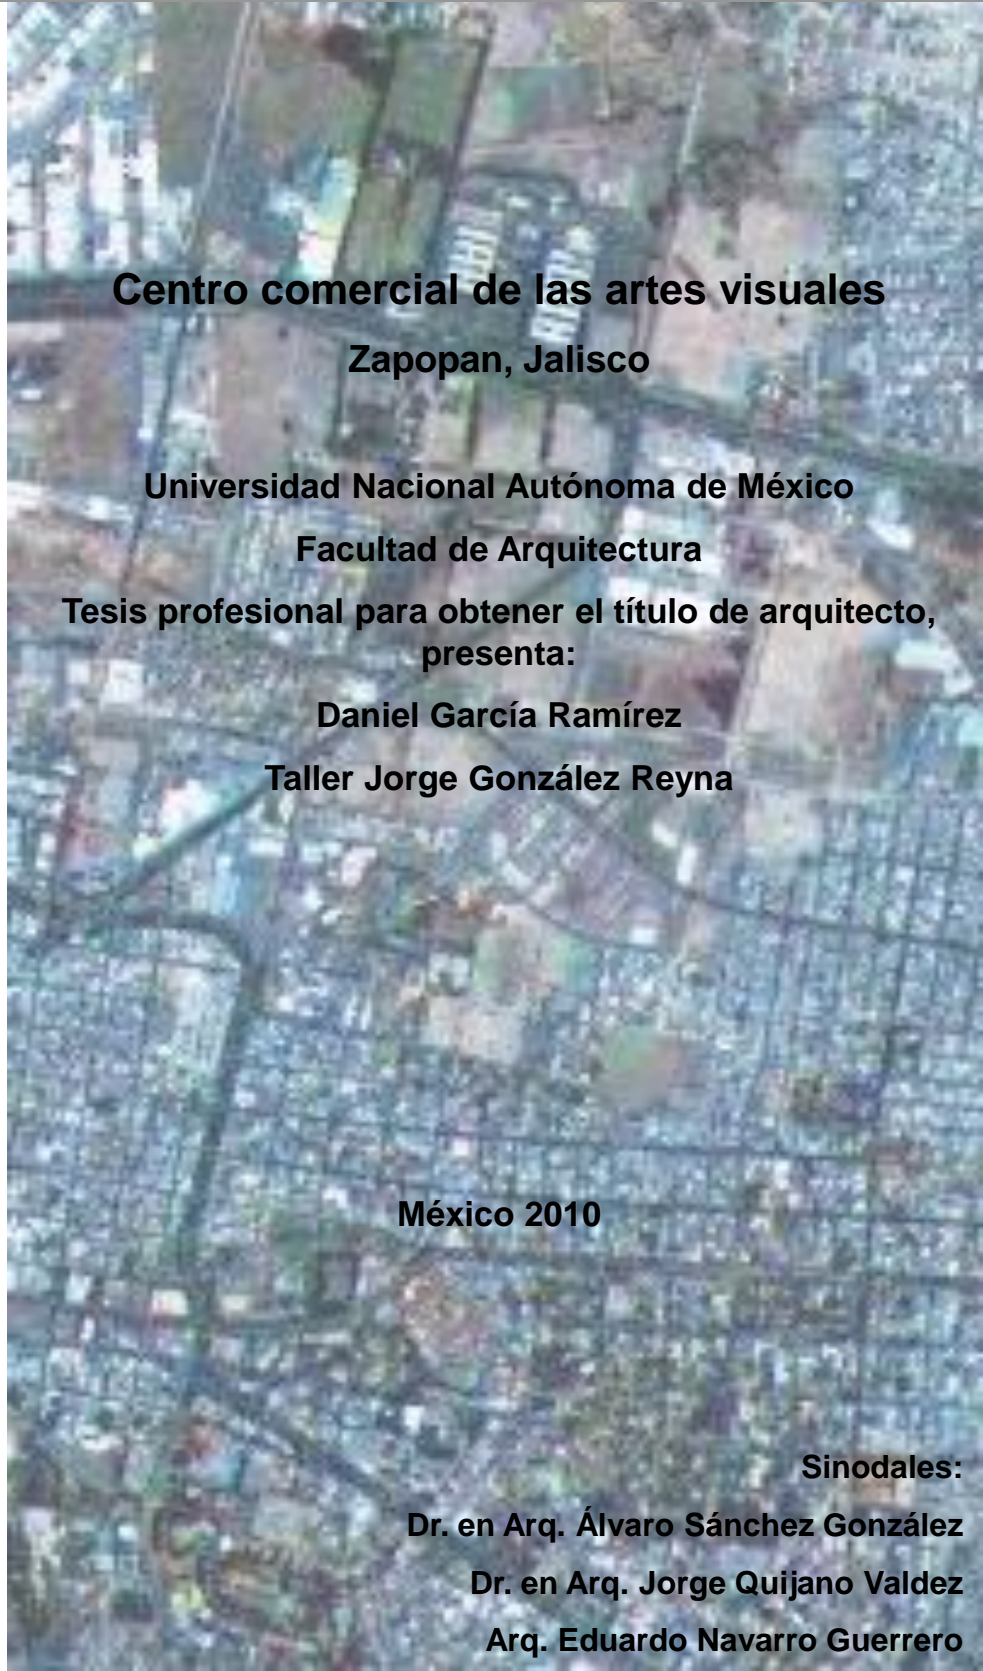 Centro comercial de las artes visuales
Zapopan, Jalisco
Universidad Nacional Autónoma de México
Facultad de Arquitectura
Tesis profesional para obtener el título de arquitecto,
presenta:
Daniel García Ramírez
Taller Jorge González Reyna
México 2010
Sinodales:
Dr. en Arq. Álvaro Sánchez González
Dr. en Arq. Jorge Quijano Valdez
Arq. Eduardo Navarro Guerrero